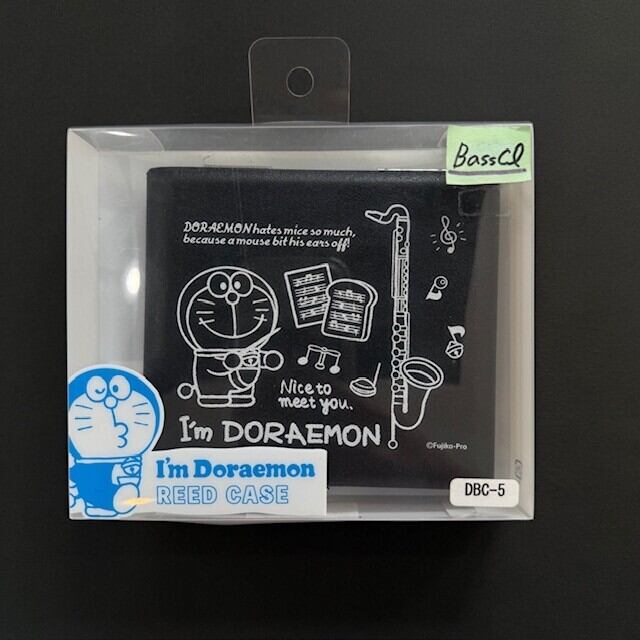 BassCl
DORAEMON hates mice so much,
because a mouse bit his ears off!
Nice to
meet you.
I'm DORAEMON
©Fujiko-Pro
I'm Doraemon
REED CASE
DBC-5